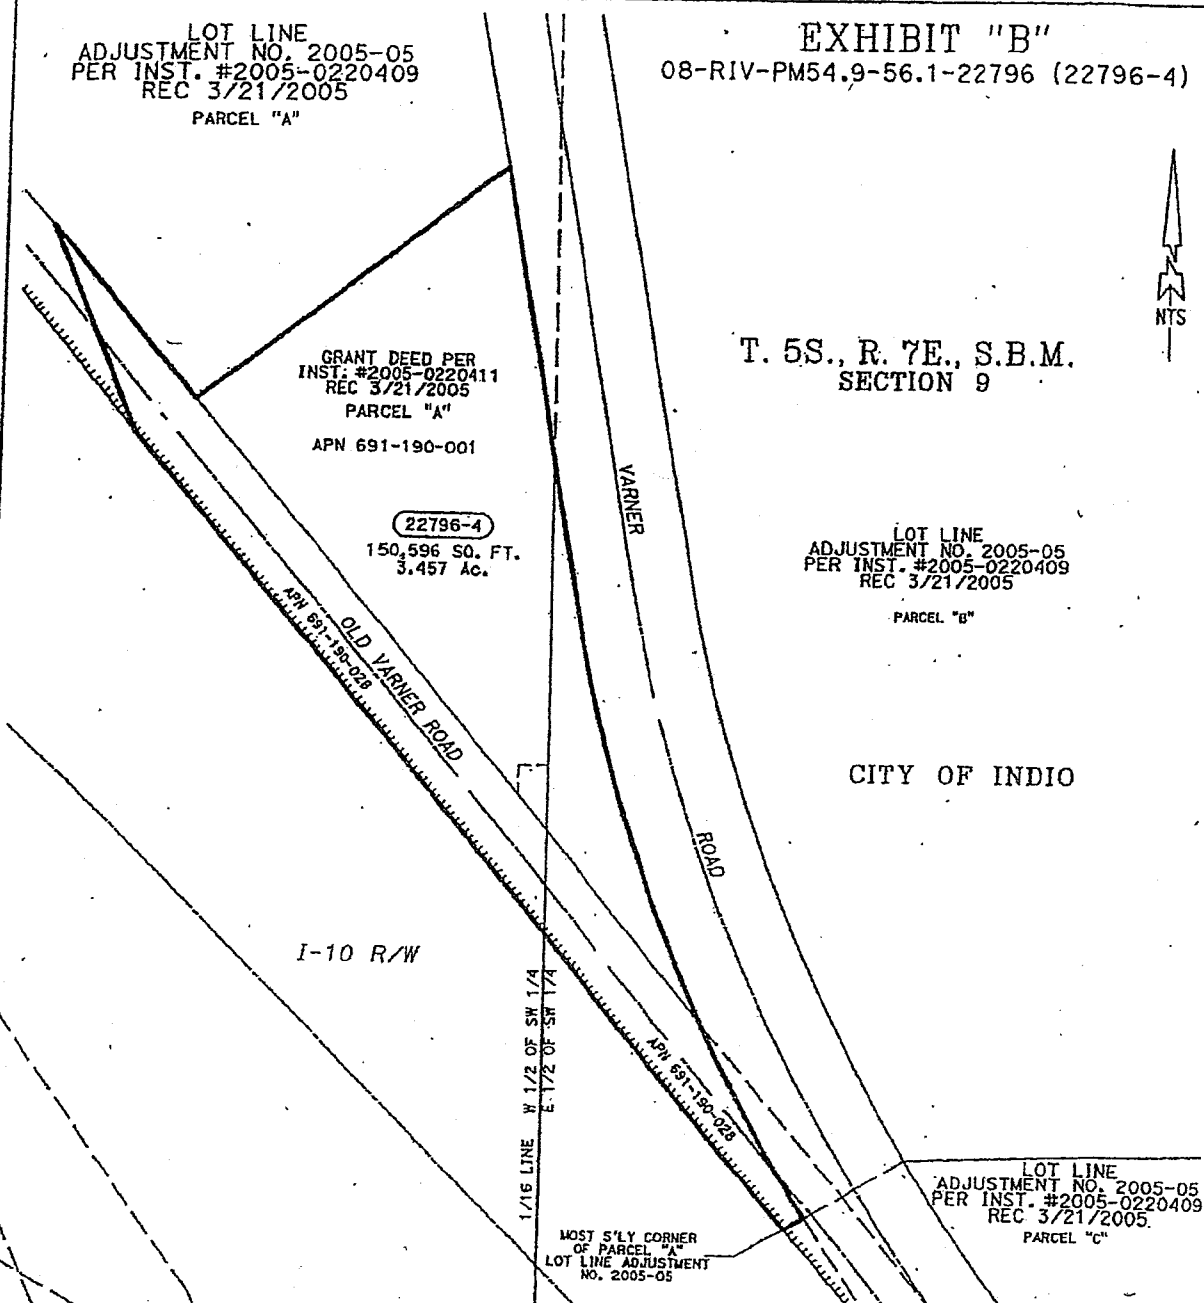 LOT LINE
ADJUSTMENT NO. 2005-05
PER INST. #2005-0220409
REC 3/21/2005
PARCEL "A"
EXHIBIT "B"
08-RIV-PM54.9-56.1-22796 (22796-4)
N
NTS
T. 5S., R. 7E., S.B.M.
SECTION 9
GRANT DEED PER
INST. #2005-0220411
REC 3/21/2005
PARCEL "A"
APN 691-190-001
22796-4
150,596 SQ. FT.
3.457 Ac.
VARNER
LOT LINE
ADJUSTMENT NO. 2005-05
PER INST. #2005-0220409
REC 3/21/2005
PARCEL "B"
APN 691-190-028
OLD VARNER ROAD
CITY OF INDIO
ROAD
I-10 R/W
1/16 LINE W 1/2 OF SW 1/4
E 1/2 OF SW 1/4
APN 691-190-028
MOST S'LY CORNER
OF PARCEL "A"
LOT LINE ADJUSTMENT
NO. 2005-05
LOT LINE
ADJUSTMENT NO. 2005-05
PER INST. #2005-0220409
REC 3/21/2005
PARCEL "C"